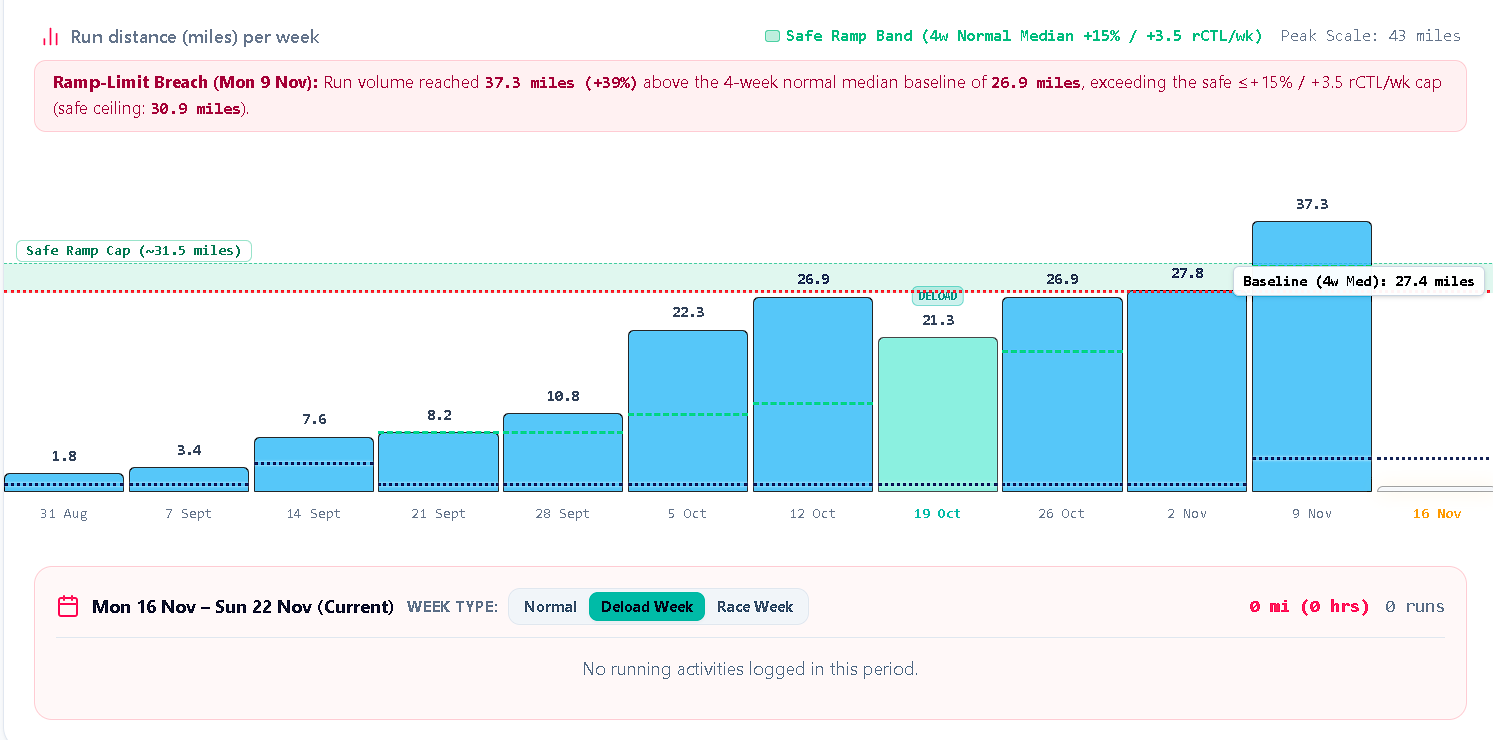 Run distance (miles) per week
Safe Ramp Band (4w Normal Median +15% / +3.5 rCTL/wk)
Peak Scale: 43 miles
Ramp-Limit Breach (Mon 9 Nov): Run volume reached 37.3 miles (+39%) above the 4-week normal median baseline of 26.9 miles, exceeding the safe ≤+15% / +3.5 rCTL/wk cap
(safe ceiling: 30.9 miles).
37.3
Safe Ramp Cap (~31.5 miles)
26.9
26.9
27.8
Baseline (4w Med): 27.4 miles
DELOAD
22.3
21.3
10.8
8.2
7.6
3.4
1.8
31 Aug
7 Sept
14 Sept
21 Sept
28 Sept
5 Oct
12 Oct
19 Oct
26 Oct
2 Nov
9 Nov
16 Nov
Mon 16 Nov – Sun 22 Nov (Current)
WEEK TYPE:
Normal
Deload Week
Race Week
0 mi (0 hrs)
0 runs
No running activities logged in this period.